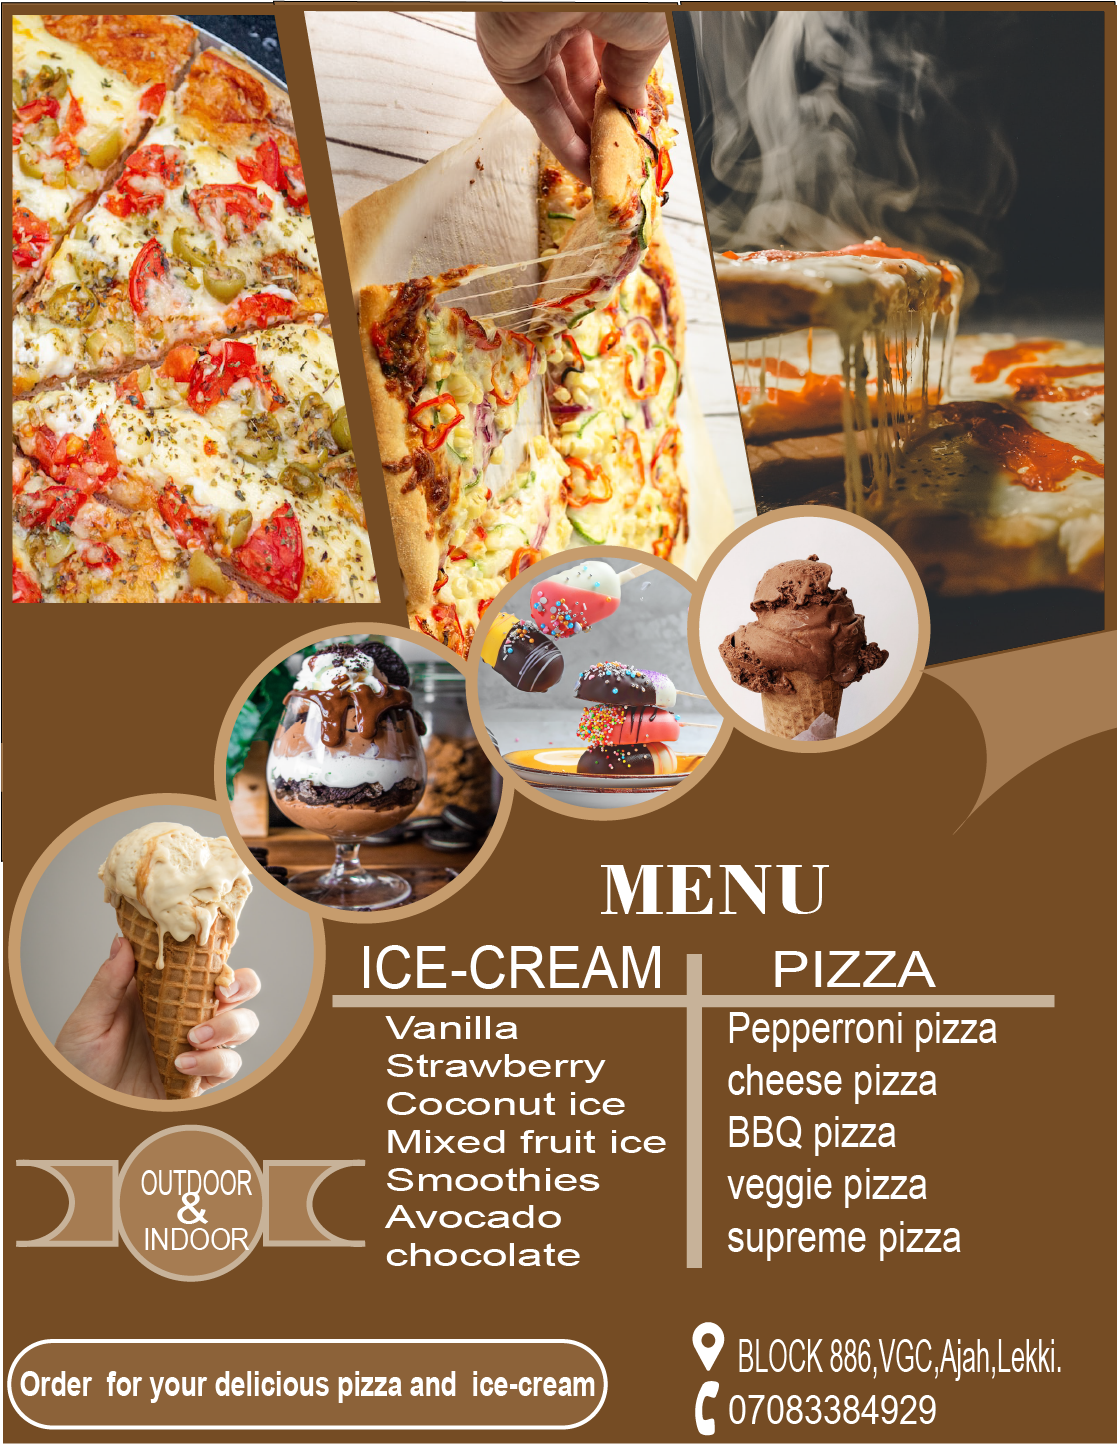 MENU
ICE-CREAM
Vanilla
Strawberry
Coconut ice
Mixed fruit ice
Smoothies
Avocado
chocolate
PIZZA
Pepperroni pizza
cheese pizza
BBQ pizza
veggie pizza
supreme pizza
OUTDOOR
&
INDOOR
Order for your delicious pizza and ice-cream
BLOCK 886,VGC,Ajah,Lekki.
07083384929